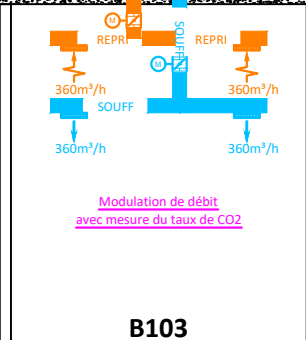 M
REPRI REPRI
SOUFF
M
360m³/h 360m³/h
SOUFF
360m³/h 360m³/h
Modulation de débit
avec mesure du taux de CO2
B103